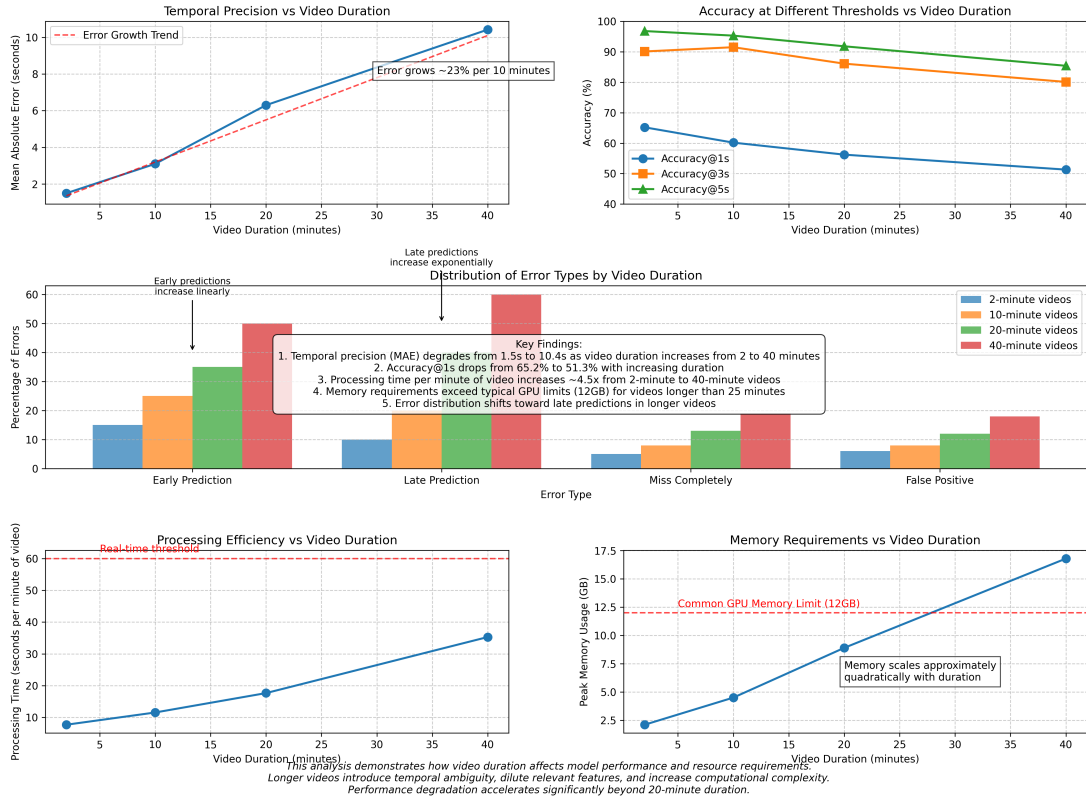 Temporal Precision vs Video Duration
Mean Absolute Error (seconds)
10
8
6
4
2
Error Growth Trend
Error grows ~23% per 10 minutes
5
10
15
20
25
30
35
40
Video Duration (minutes)
Accuracy at Different Thresholds vs Video Duration
Accuracy (%)
100
90
80
70
60
50
40
Accuracy@1s
Accuracy@3s
Accuracy@5s
5
10
15
20
25
30
35
40
Video Duration (minutes)
Late predictions
increase exponentially
Distribution of Error Types by Video Duration
Early predictions
increase linearly
Percentage of Errors
60
50
40
30
20
10
0
2-minute videos
10-minute videos
20-minute videos
40-minute videos
Key Findings:
1. Temporal precision (MAE) degrades from 1.5s to 10.4s as video duration increases from 2 to 40 minutes
2. Accuracy@1s drops from 65.2% to 51.3% with increasing duration
3. Processing time per minute of video increases ~4.5x from 2-minute to 40-minute videos
4. Memory requirements exceed typical GPU limits (12GB) for videos longer than 25 minutes
5. Error distribution shifts toward late predictions in longer videos
Early Prediction
Late Prediction
Miss Completely
False Positive
Error Type
Processing Efficiency vs Video Duration
Real-time threshold
Processing Time (seconds per minute of video)
60
50
40
30
20
10
5
10
15
20
25
30
35
40
Video Duration (minutes)
Memory Requirements vs Video Duration
Peak Memory Usage (GB)
17.5
15.0
12.5
10.0
7.5
5.0
2.5
Common GPU Memory Limit (12GB)
Memory scales approximately
quadratically with duration
5
10
15
20
25
30
35
40
Video Duration (minutes)
This analysis demonstrates how video duration affects model performance and resource requirements.
Longer videos introduce temporal ambiguity, dilute relevant features, and increase computational complexity.
Performance degradation accelerates significantly beyond 20-minute duration.